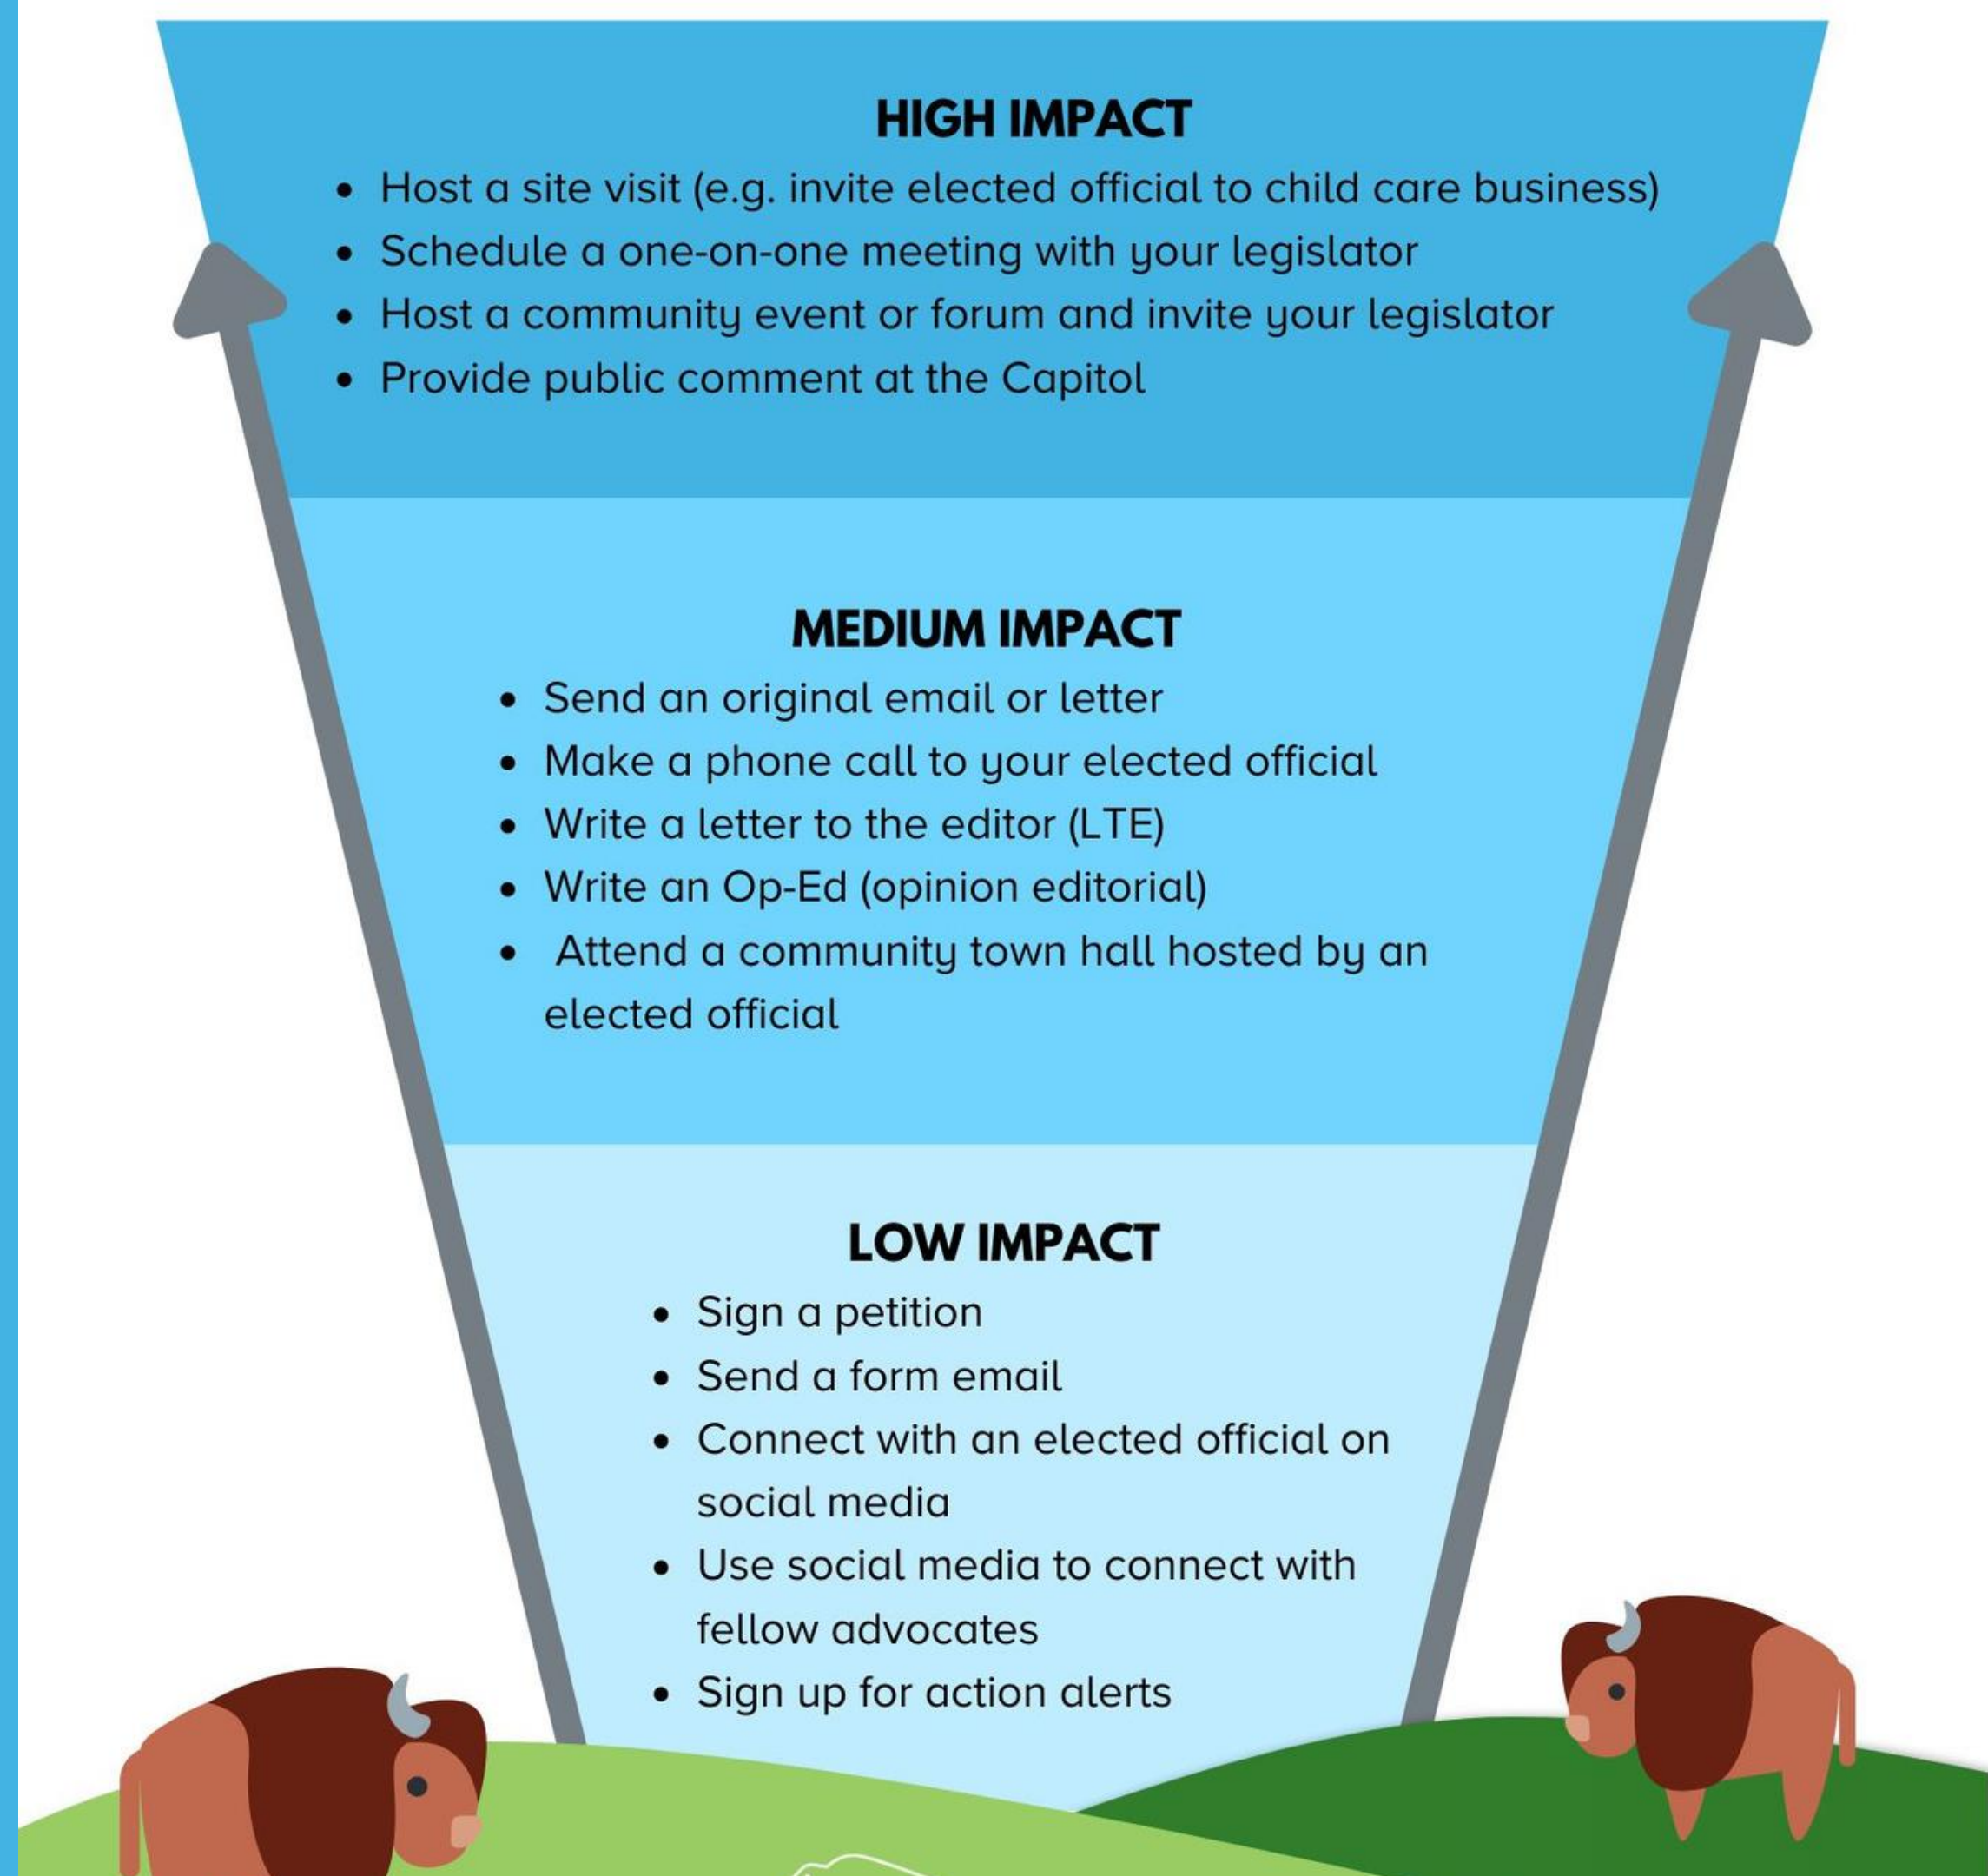 HIGH IMPACT
• Host a site visit (e.g. invite elected official to child care business)
• Schedule a one-on-one meeting with your legislator
• Host a community event or forum and invite your legislator
• Provide public comment at the Capitol
MEDIUM IMPACT
• Send an original email or letter
• Make a phone call to your elected official
• Write a letter to the editor (LTE)
• Write an Op-Ed (opinion editorial)
• Attend a community town hall hosted by an
elected official
LOW IMPACT
• Sign a petition
• Send a form email
• Connect with an elected official on
social media
• Use social media to connect with
fellow advocates
• Sign up for action alerts